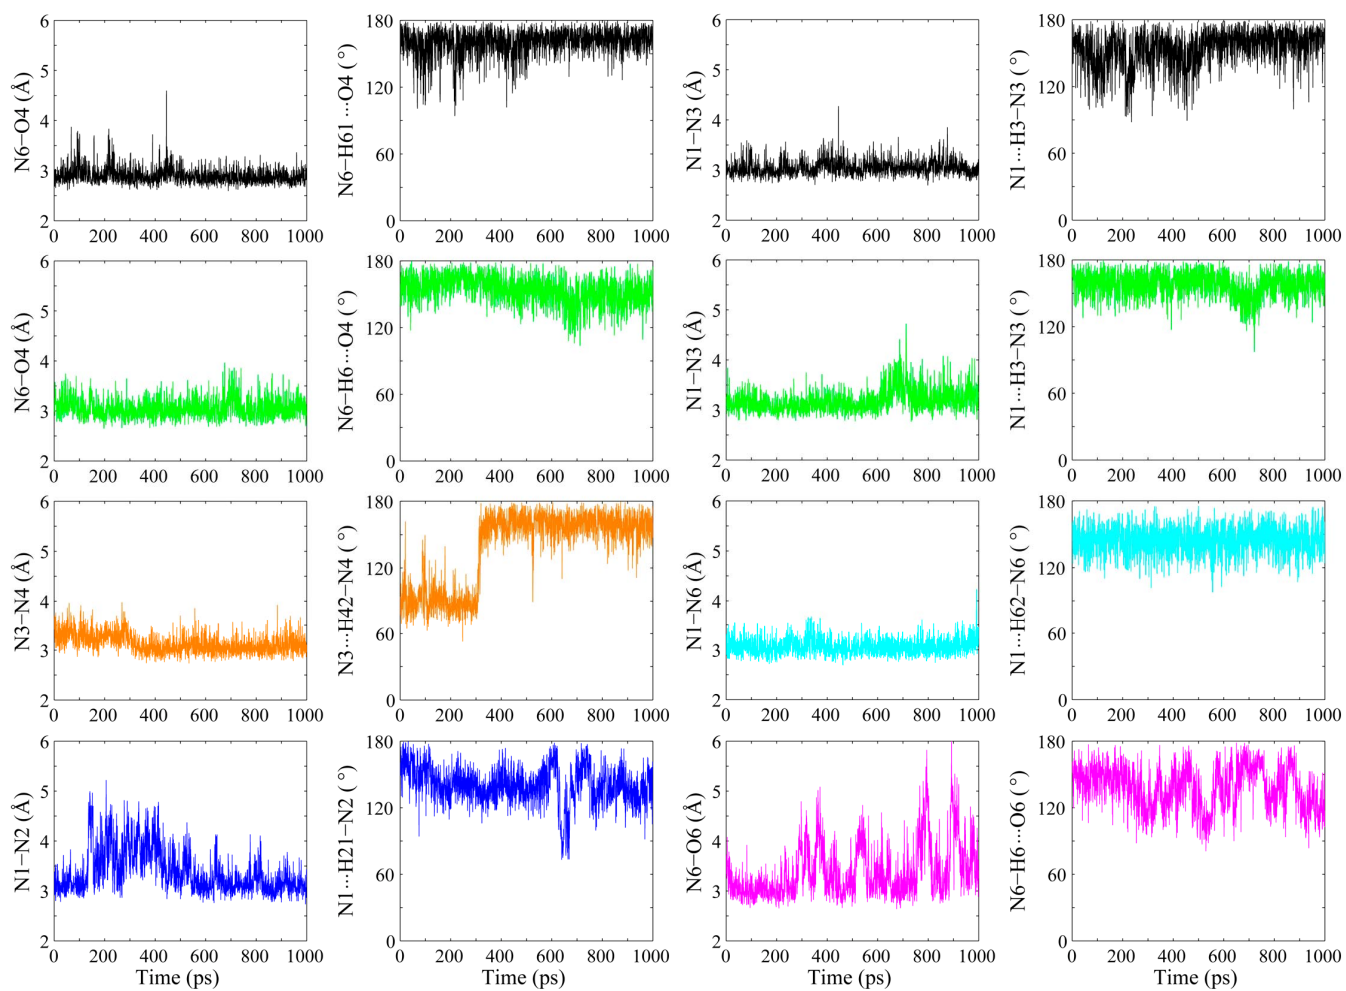 6 5 4 3 2 N6−O4 (Å) 0 200 400 600 800 1000
180 120 60 0 N6−H61···O4 (°) 0 200 400 600 800 1000
6 5 4 3 2 N1−N3 (Å) 0 200 400 600 800 1000
180 120 60 0 N1···H3−N3 (°) 0 200 400 600 800 1000
6 5 4 3 2 N6−O4 (Å) 0 200 400 600 800 1000
180 120 60 0 N6−H6···O4 (°) 0 200 400 600 800 1000
6 5 4 3 2 N1−N3 (Å) 0 200 400 600 800 1000
180 120 60 0 N1···H3−N3 (°) 0 200 400 600 800 1000
6 5 4 3 2 N3−N4 (Å) 0 200 400 600 800 1000
180 120 60 0 N3···H42−N4 (°) 0 200 400 600 800 1000
6 5 4 3 2 N1−N6 (Å) 0 200 400 600 800 1000
180 120 60 0 N1···H62−N6 (°) 0 200 400 600 800 1000
6 5 4 3 2 N1−N2 (Å) 0 200 400 600 800 1000
Time (ps)
180 120 60 0 N1···H21−N2 (°) 0 200 400 600 800 1000
Time (ps)
6 5 4 3 2 N6−O6 (Å) 0 200 400 600 800 1000
Time (ps)
180 120 60 0 N6−H6···O6 (°) 0 200 400 600 800 1000
Time (ps)